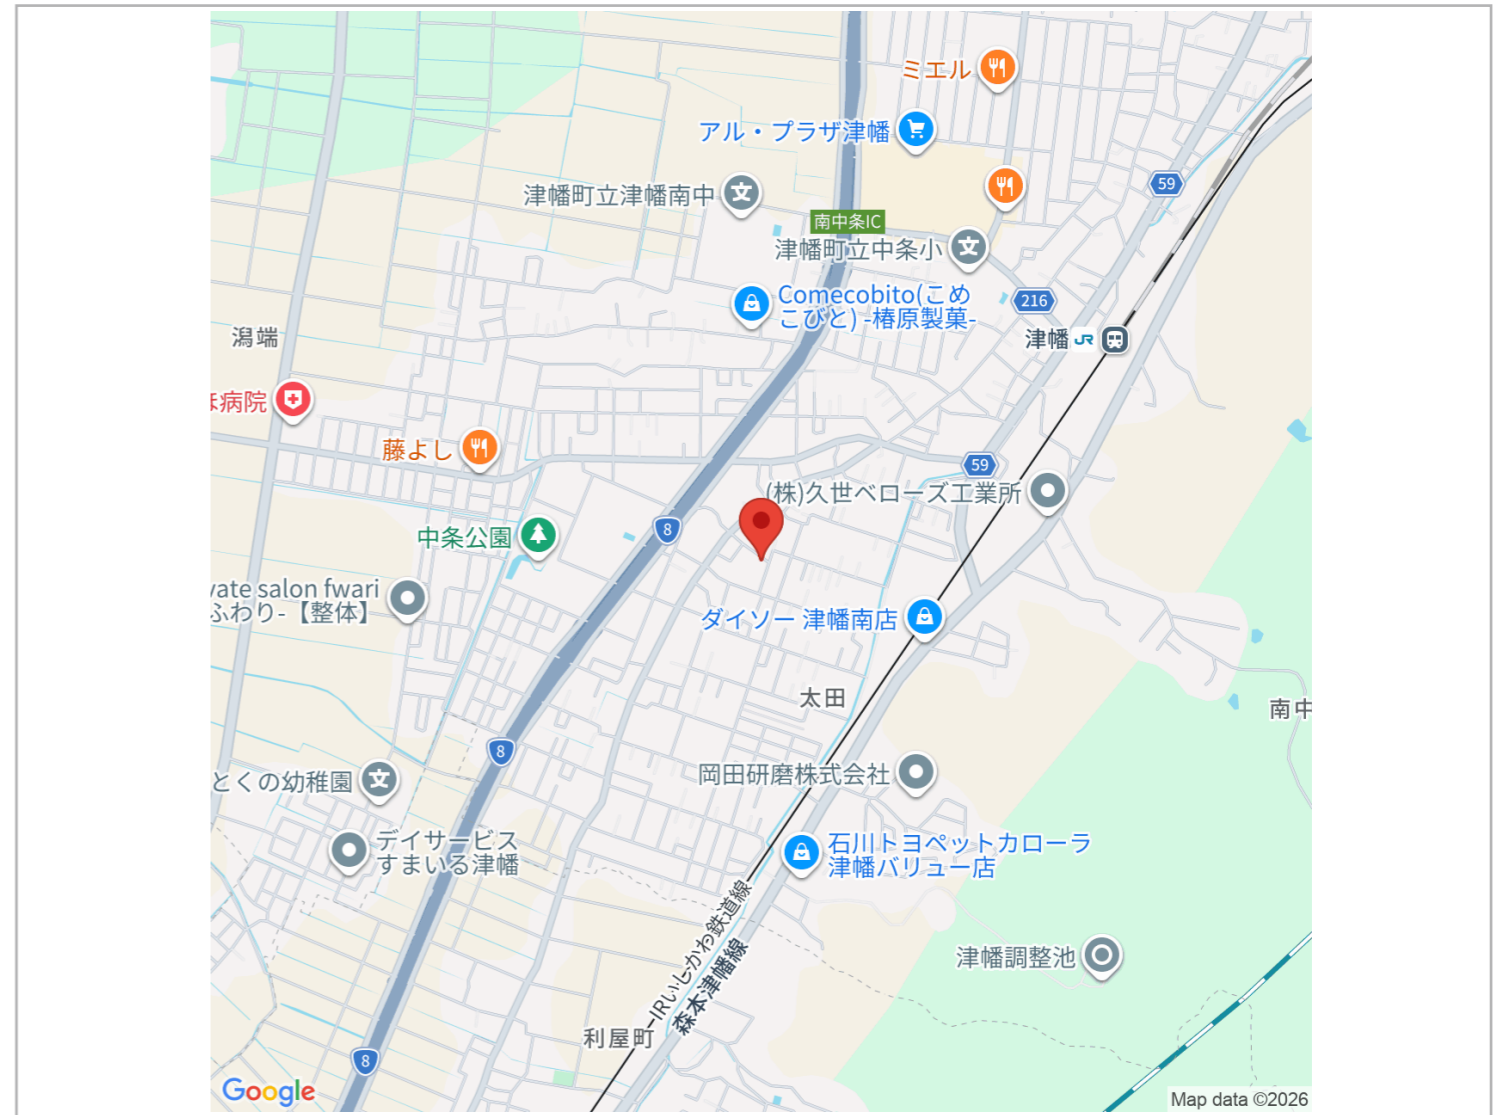 ミエル
アル・プラザ津幡
59
津幡町立津幡南中
南中条IC
津幡町立中条小
Comecobito(こめ
こびと) -椿原製菓-
216
潟端
津幡 JR
病院
藤よし
59
(株)久世ベローズ工業所
8
中条公園
vate salon fwari
ふわり-【整体】
ダイソー 津幡南店
太田
南中
8
岡田研磨株式会社
とくの幼稚園
デイサービス
すまいる津幡
石川トヨペットカローラ
津幡バリュー店
IRいしかわ鉄道線
森本津幡線
津幡調整池
利屋町
8
Google
Map data ©2026